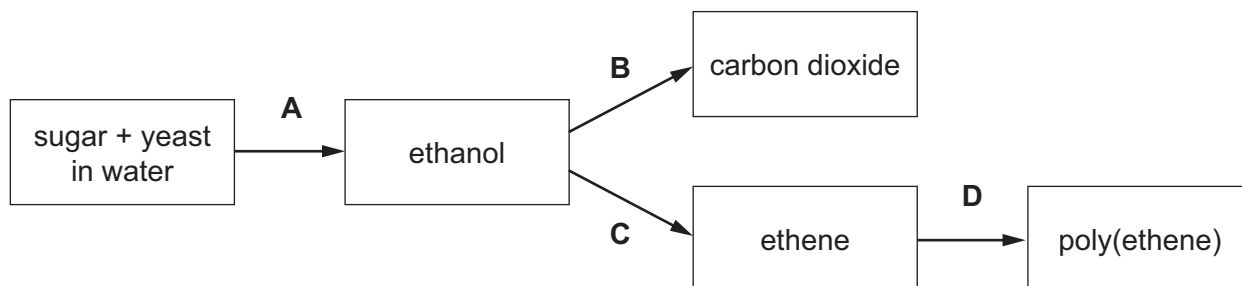 sugar + yeast
in water
A
ethanol
B
carbon dioxide
C
ethene
D
poly(ethene)